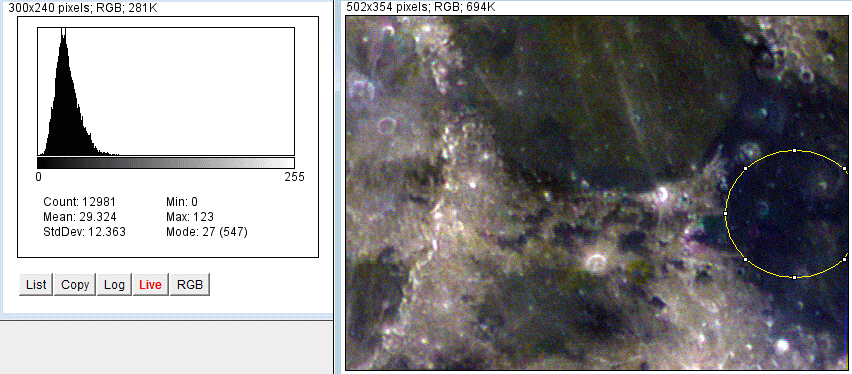 300x240 pixels; RGB; 281K
0 255
Count: 12981 Min: 0
Mean: 29.324 Max: 123
StdDev: 12.363 Mode: 27 (547)
List Copy Log Live RGB
502x354 pixels; RGB; 694K